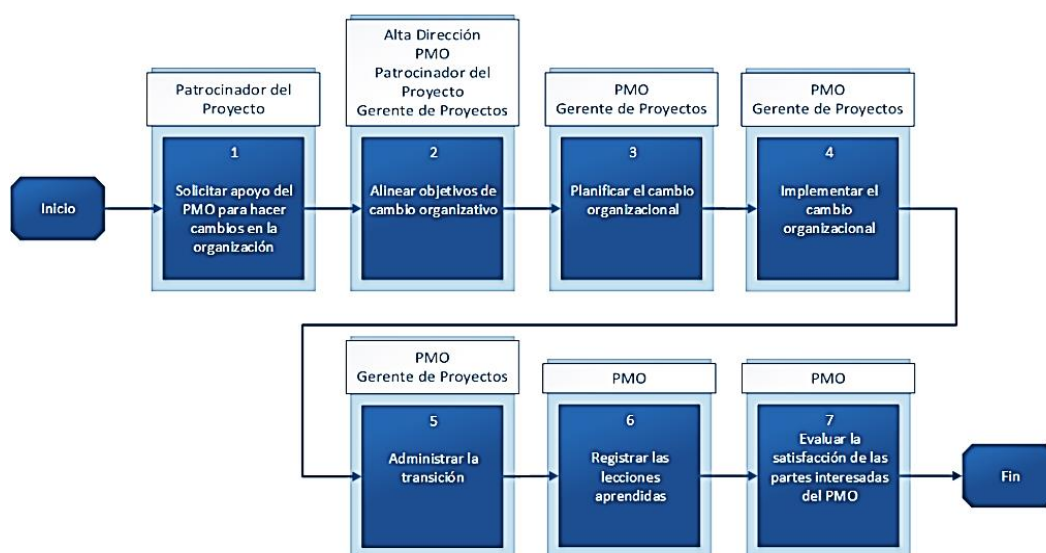 Inicio
Patrocinador del
Proyecto
1
Solicitar apoyo del
PMO para hacer
cambios en la
organización
Alta Dirección
PMO
Patrocinador del
Proyecto
Gerente de Proyectos
2
Alinear objetivos de
cambio organizativo
PMO
Gerente de Proyectos
3
Planificar el cambio
organizacional
PMO
Gerente de Proyectos
4
Implementar el
cambio
organizacional
PMO
Gerente de Proyectos
5
Administrar la
transición
PMO
6
Registrar las
lecciones
aprendidas
PMO
7
Evaluar la
satisfacción de las
partes interesadas
del PMO
Fin